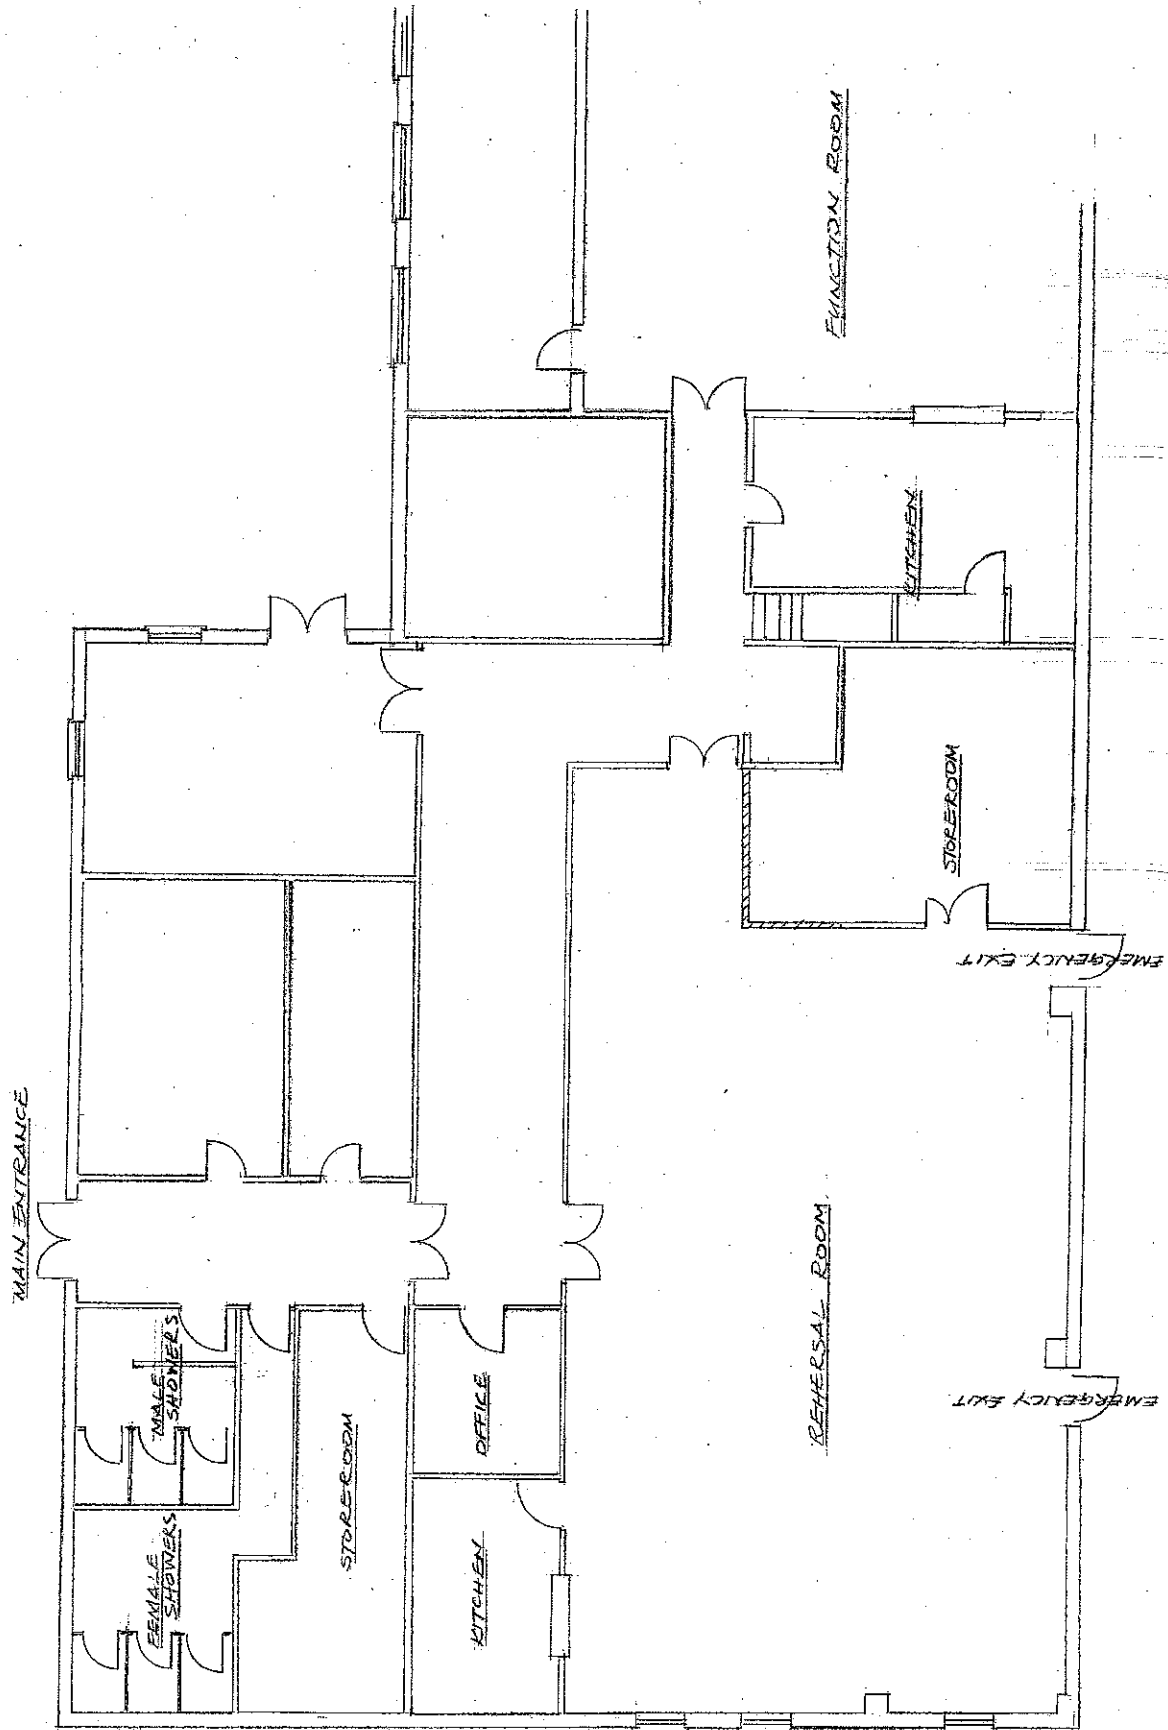 MAIN ENTRANCE
FUNCTION ROOM
KITCHEN
STOREROOM
EMERGENCY EXIT
MALE
SHOWERS
FEMALE
SHOWERS
STOREROOM
OFFICE
KITCHEN
REHERSAL ROOM
EMERGENCY EXIT